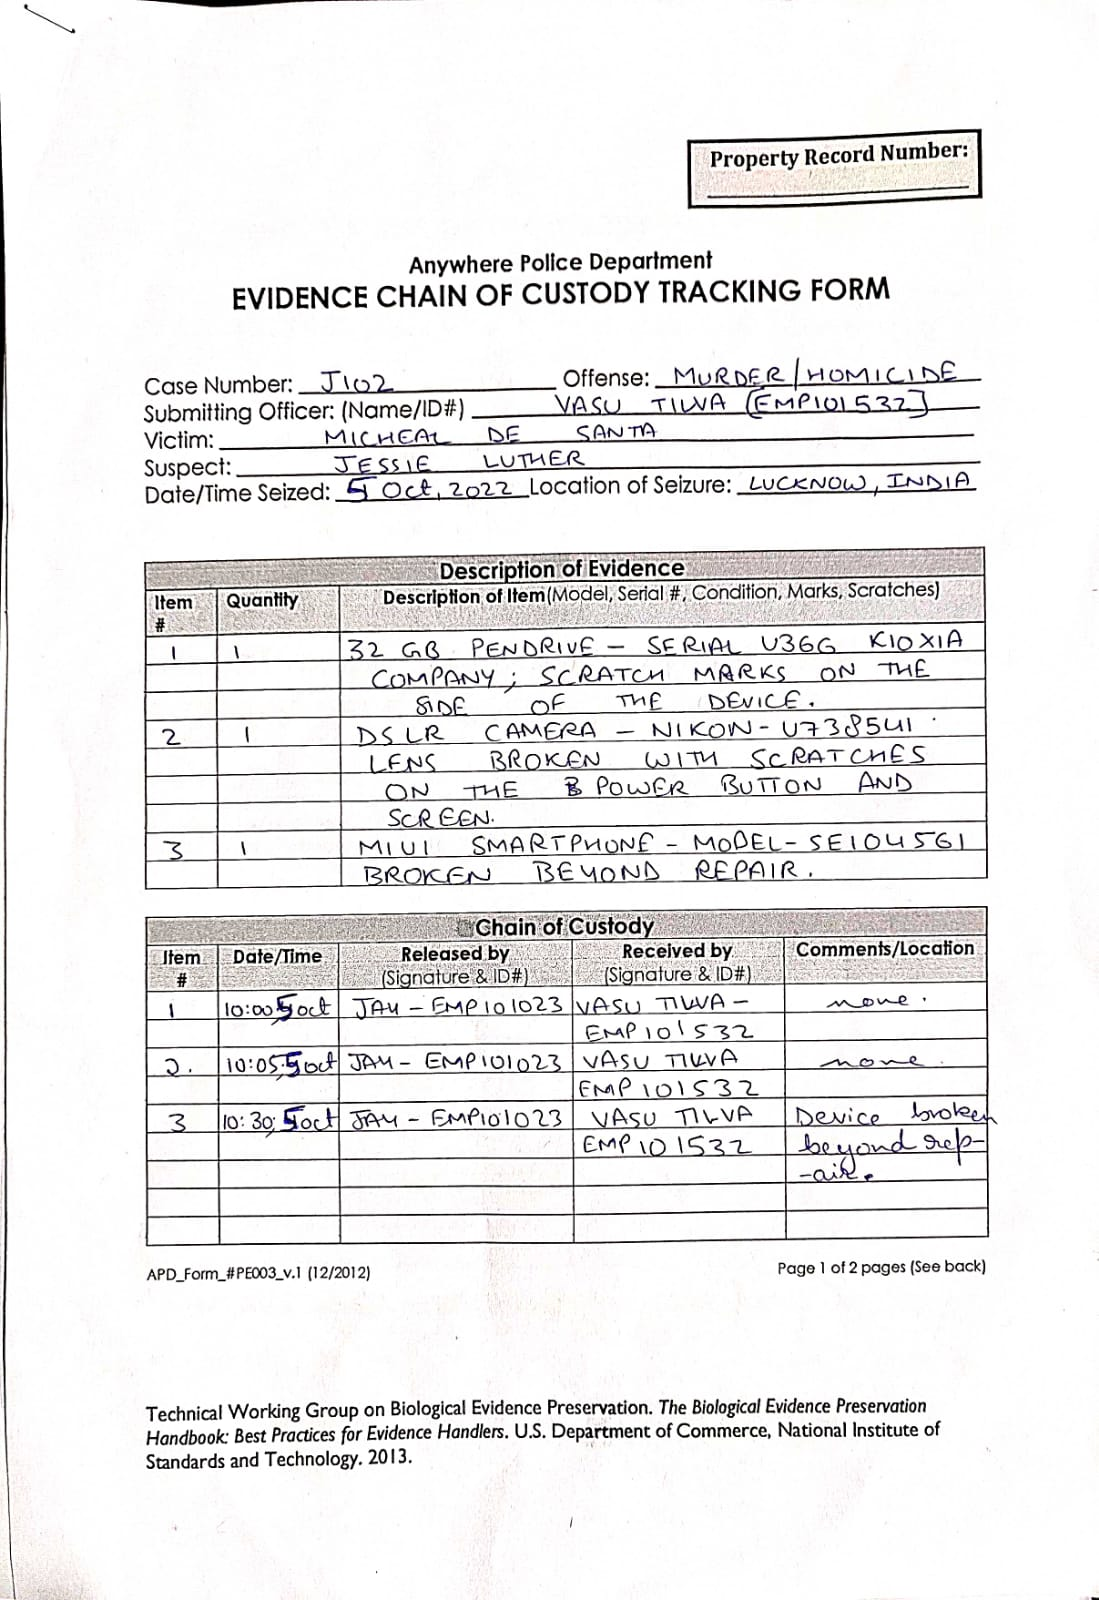 Property Record Number:
Anywhere Police Department
EVIDENCE CHAIN OF CUSTODY TRACKING FORM
Case Number: J102 Offense: MURDER/HOMICIDE
Submitting Officer: (Name/ID#) VASU TILVA (EMP101532)
Victim: MICHEAL DE SANTA
Suspect: JESSIE LUTHER
Date/Time Seized: 5 Oct, 2022 Location of Seizure: LUCKNOW, INDIA
Description of Evidence
Item # Quantity Description of Item(Model, Serial #, Condition, Marks, Scratches)
1 1 32 GB PENDRIVE - SERIAL U36G KIOXIA
COMPANY; SCRATCH MARKS ON THE
SIDE OF THE DEVICE.
2 1 DSLR CAMERA - NIKON - U738541
LENS BROKEN WITH SCRATCHES
ON THE POWER BUTTON AND
SCREEN.
3 1 MIUI SMARTPHONE - MODEL - SE104561
BROKEN BEYOND REPAIR.
Chain of Custody
Item # Date/Time Released by (Signature & ID#) Received by (Signature & ID#) Comments/Location
1 10:00 5 oct JAY - EMP101023 VASU TILVA - none.
EMP101532
2. 10:05, 5 oct JAY - EMP101023 VASU TILVA none.
EMP101532
3 10:30; 5 oct JAY - EMP101023 VASU TILVA Device broken
EMP101532 beyond rep-
-air.
APD_Form_#PE003_v.1 (12/2012) Page 1 of 2 pages (See back)
Technical Working Group on Biological Evidence Preservation. The Biological Evidence Preservation
Handbook: Best Practices for Evidence Handlers. U.S. Department of Commerce, National Institute of
Standards and Technology. 2013.